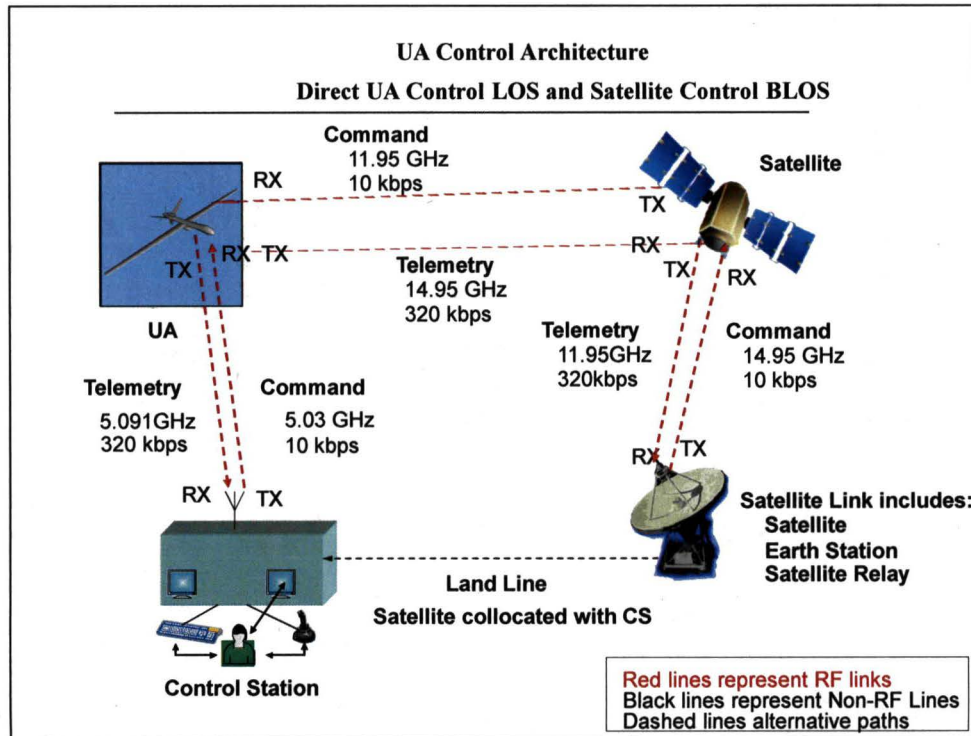 UA Control Architecture
Direct UA Control LOS and Satellite Control BLOS
Command
11.95 GHz
10 kbps
RX
TX
Satellite
RX TX
TX
RX
TX
RX
Telemetry
14.95 GHz
320 kbps
UA
Telemetry
11.95GHz
320kbps
Command
14.95 GHz
10 kbps
Telemetry
5.091GHz
320 kbps
Command
5.03 GHz
10 kbps
RX
TX
RX
TX
Satellite Link includes:
Satellite
Earth Station
Satellite Relay
Land Line
Satellite collocated with CS
Control Station
Red lines represent RF links
Black lines represent Non-RF Lines
Dashed lines alternative paths